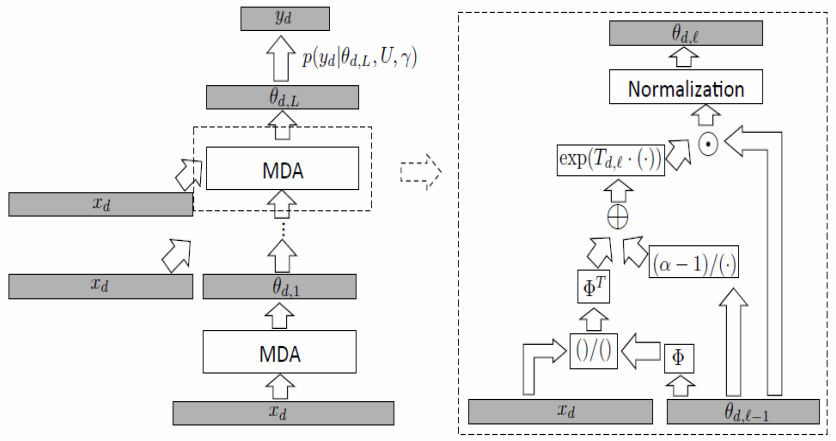 y_d
p(y_d|θ_{d,L}, U, γ)
θ_{d,L}
MDA
x_d
⋮
x_d
θ_{d,1}
MDA
x_d
θ_{d,ℓ}
Normalization
⊙
exp(T_{d,ℓ} · (·))
⊕
(α − 1)/(·)
Φ^T
()/()
Φ
x_d
θ_{d,ℓ−1}